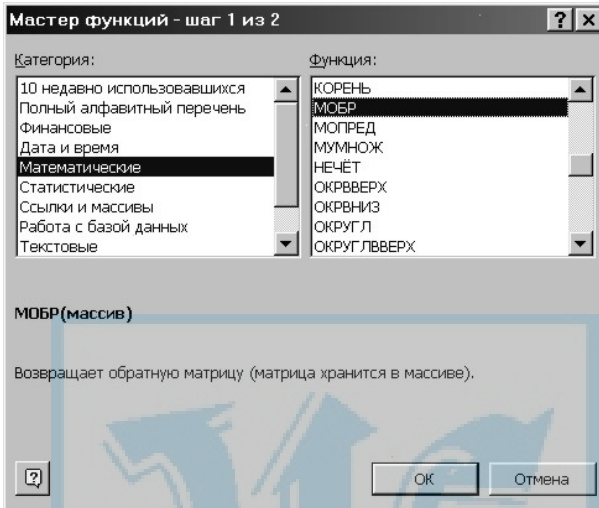 Мастер функций - шаг 1 из 2
Категория:
Функция:
10 недавно использовавшихся
Полный алфавитный перечень
Финансовые
Дата и время
Математические
Статистические
Ссылки и массивы
Работа с базой данных
Текстовые
КОРЕНЬ
МОБР
МОПРЕД
МУМНОЖ
НЕЧЁТ
ОКРВВЕРХ
ОКРВНИЗ
ОКРУГЛ
ОКРУГЛВВЕРХ
МОБР(массив)
Возвращает обратную матрицу (матрица хранится в массиве).
ОК
Отмена